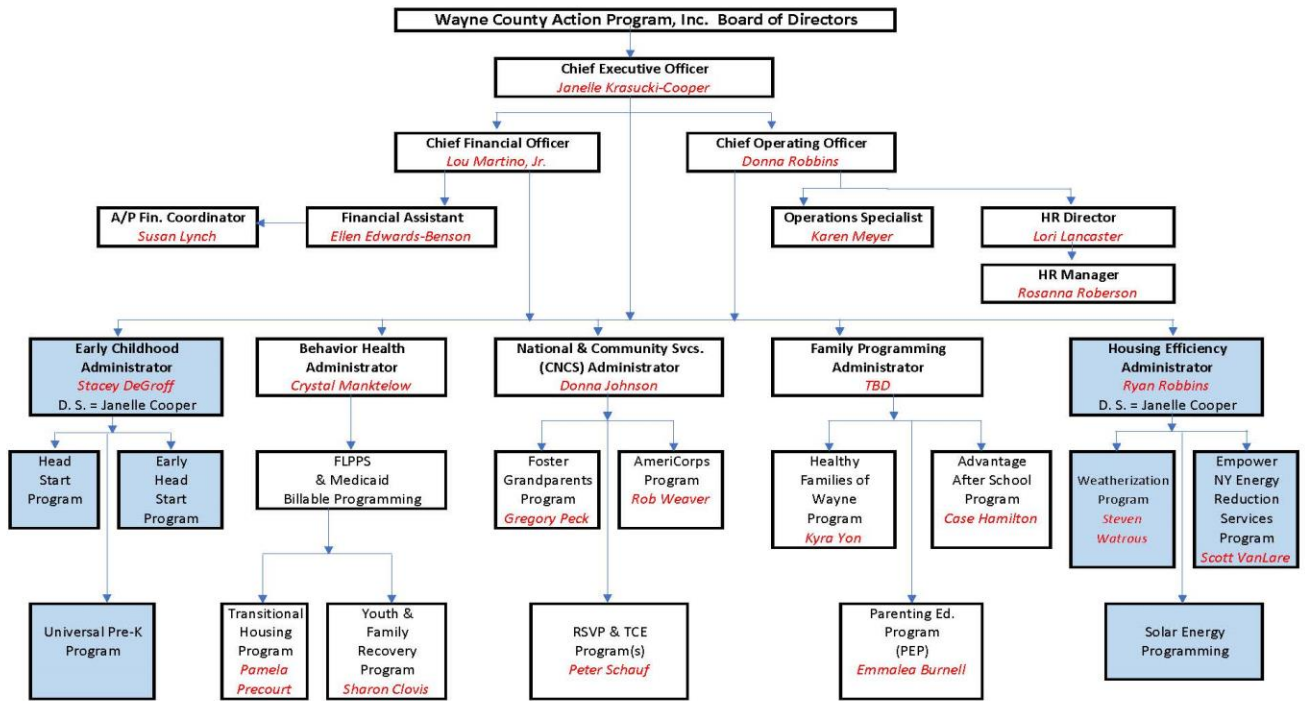 Wayne County Action Program, Inc. Board of Directors
Chief Executive Officer
Janelle Krasucki-Cooper
Chief Financial Officer
Lou Martino, Jr.
Chief Operating Officer
Donna Robbins
A/P Fin. Coordinator
Susan Lynch
Financial Assistant
Ellen Edwards-Benson
Operations Specialist
Karen Meyer
HR Director
Lori Lancaster
HR Manager
Rosanna Roberson
Early Childhood
Administrator
Stacey DeGroff
D. S. = Janelle Cooper
Behavior Health
Administrator
Crystal Manktelow
National & Community Svcs.
(CNCS) Administrator
Donna Johnson
Family Programming
Administrator
TBD
Housing Efficiency
Administrator
Ryan Robbins
D. S. = Janelle Cooper
Head
Start
Program
Early
Head
Start
Program
FLPPS
& Medicaid
Billable Programming
Foster
Grandparents
Program
Gregory Peck
AmeriCorps
Program
Rob Weaver
Healthy
Families of
Wayne
Program
Kyra Yon
Advantage
After School
Program
Case Hamilton
Weatherization
Program
Steven
Watrous
Empower
NY Energy
Reduction
Services
Program
Scott VanLare
Universal Pre-K
Program
Transitional
Housing
Program
Pamela
Precourt
Youth &
Family
Recovery
Program
Sharon Clovis
RSVP & TCE
Program(s)
Peter Schauf
Parenting Ed.
Program
(PEP)
Emmalea Burnell
Solar Energy
Programming